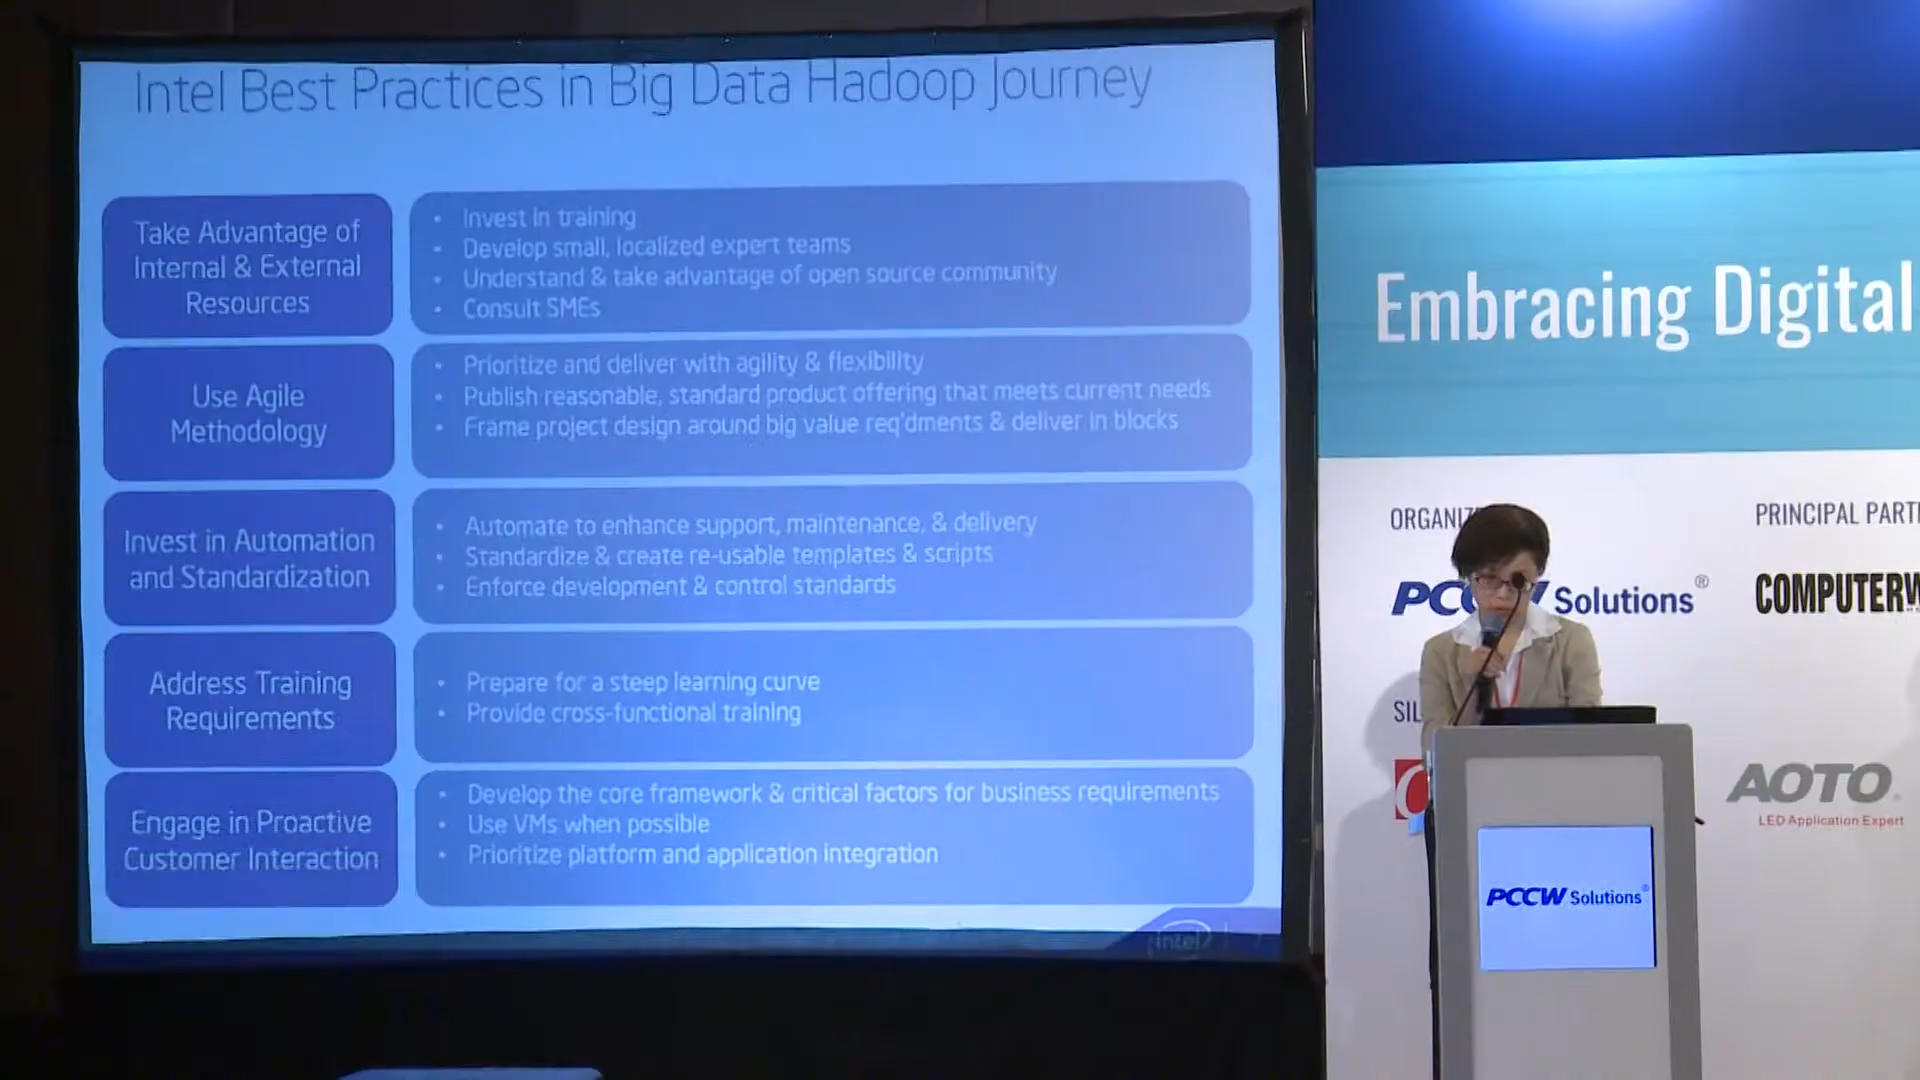 Intel Best Practices in Big Data Hadoop Journey
Take Advantage of
Internal & External
Resources
• Invest in training
• Develop small, localized expert teams
• Understand & take advantage of open source community
• Consult SMEs
Use Agile
Methodology
• Prioritize and deliver with agility & flexibility
• Publish reasonable, standard product offering that meets current needs
• Frame project design around big value req'dments & deliver in blocks
Invest in Automation
and Standardization
• Automate to enhance support, maintenance, & delivery
• Standardize & create re-usable templates & scripts
• Enforce development & control standards
Address Training
Requirements
• Prepare for a steep learning curve
• Provide cross-functional training
Engage in Proactive
Customer Interaction
• Develop the core framework & critical factors for business requirements
• Use VMs when possible
• Prioritize platform and application integration
intel
Embracing Digital
PRINCIPAL
Solutions®
AOTO
LED Application Expert
PCCW Solutions®